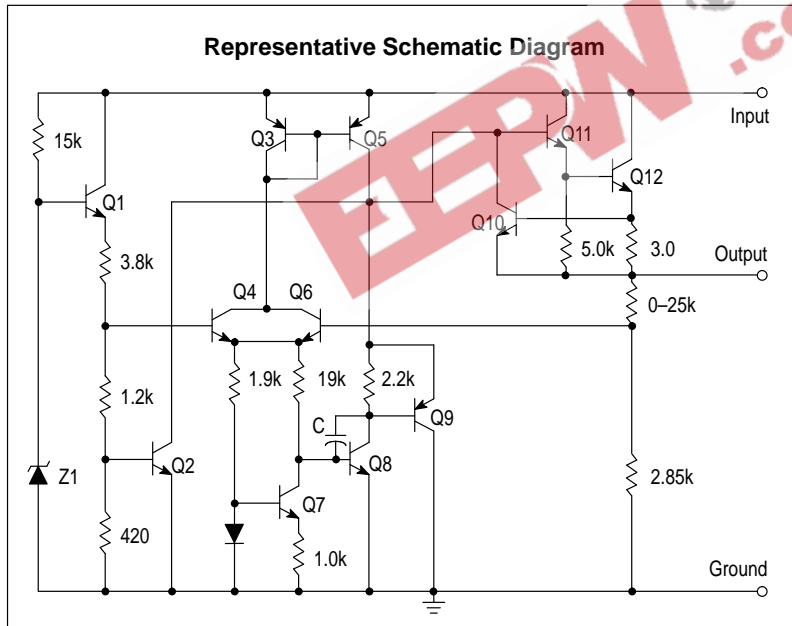 Representative Schematic Diagram
Input
Q3
Q5
Q11
15k
Q12
Q1
Q10
5.0k
3.0
3.8k
Output
Q4
Q6
0–25k
1.9k
19k
2.2k
1.2k
C
Q9
Q2
Q8
Z1
Q7
2.85k
420
1.0k
Ground
EEPW.co